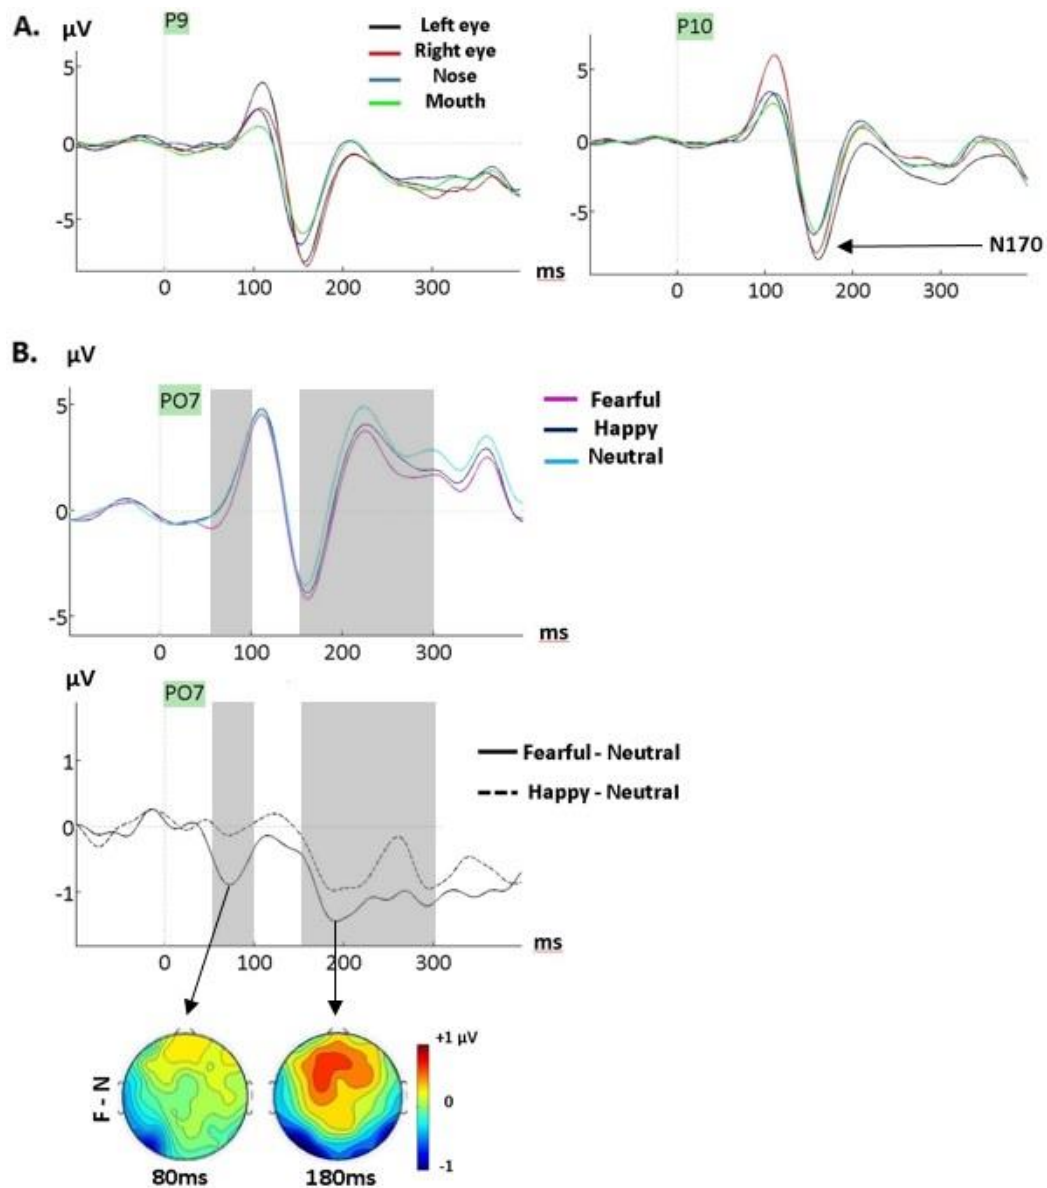 A.
µV
P9
Left eye
Right eye
Nose
Mouth
5
0
-5
0
100
200
300
ms
P10
5
0
-5
N170
0
100
200
300
B.
µV
PO7
Fearful
Happy
Neutral
5
0
-5
0
100
200
300
ms
µV
PO7
1
0
-1
Fearful - Neutral
Happy - Neutral
0
100
200
300
ms
F - N
80ms
180ms
+1 µV
0
-1